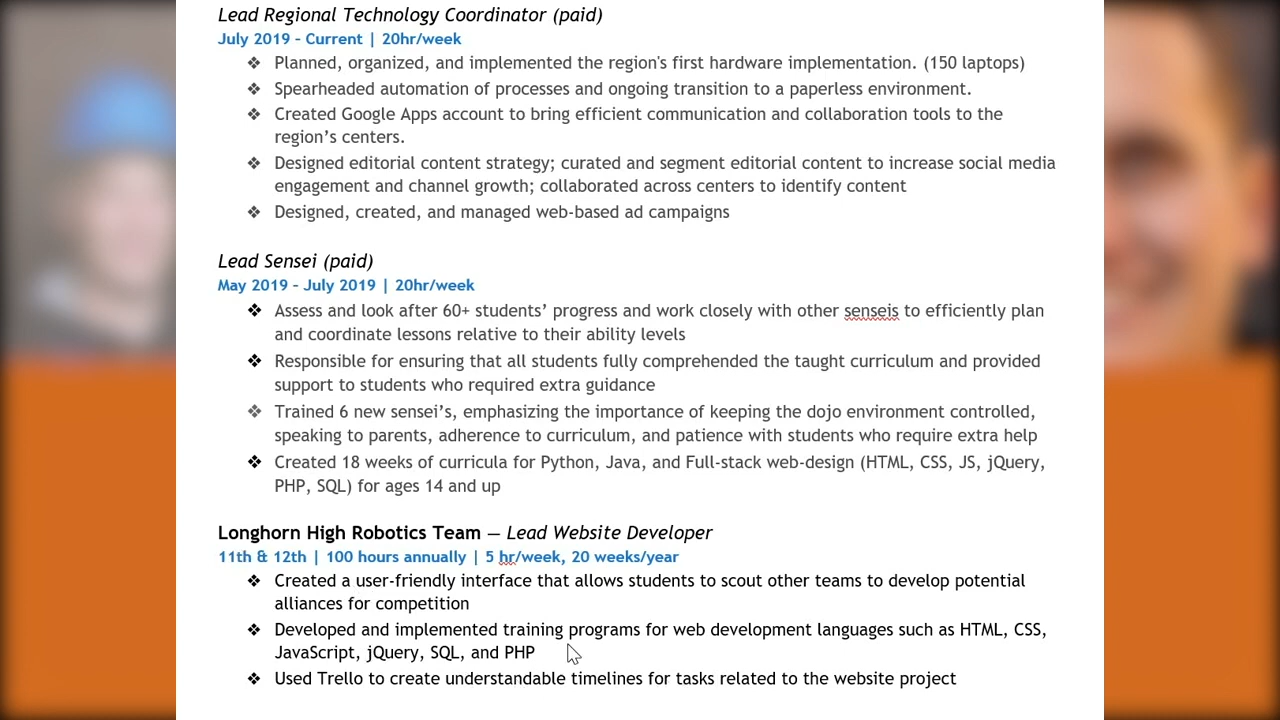 Lead Regional Technology Coordinator (paid)
July 2019 – Current | 20hr/week
❖ Planned, organized, and implemented the region's first hardware implementation. (150 laptops)
❖ Spearheaded automation of processes and ongoing transition to a paperless environment.
❖ Created Google Apps account to bring efficient communication and collaboration tools to the
region’s centers.
❖ Designed editorial content strategy; curated and segment editorial content to increase social media
engagement and channel growth; collaborated across centers to identify content
❖ Designed, created, and managed web-based ad campaigns
Lead Sensei (paid)
May 2019 – July 2019 | 20hr/week
❖ Assess and look after 60+ students’ progress and work closely with other senseis to efficiently plan
and coordinate lessons relative to their ability levels
❖ Responsible for ensuring that all students fully comprehended the taught curriculum and provided
support to students who required extra guidance
❖ Trained 6 new sensei’s, emphasizing the importance of keeping the dojo environment controlled,
speaking to parents, adherence to curriculum, and patience with students who require extra help
❖ Created 18 weeks of curricula for Python, Java, and Full-stack web-design (HTML, CSS, JS, jQuery,
PHP, SQL) for ages 14 and up
Longhorn High Robotics Team — Lead Website Developer
11th & 12th | 100 hours annually | 5 hr/week, 20 weeks/year
❖ Created a user-friendly interface that allows students to scout other teams to develop potential
alliances for competition
❖ Developed and implemented training programs for web development languages such as HTML, CSS,
JavaScript, jQuery, SQL, and PHP
❖ Used Trello to create understandable timelines for tasks related to the website project